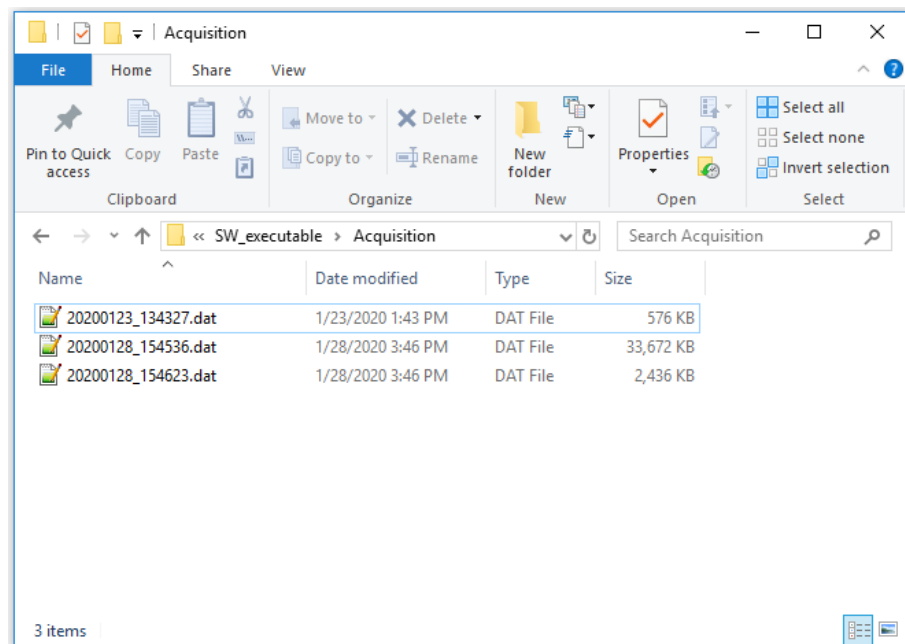 Acquisition
File Home Share View
Pin to Quick access
Copy
Paste
Clipboard
Move to
Copy to
Delete
Rename
Organize
New folder
New
Properties
Open
Select all
Select none
Invert selection
Select
« SW_executable > Acquisition
Search Acquisition
Name Date modified Type Size
20200123_134327.dat 1/23/2020 1:43 PM DAT File 576 KB
20200128_154536.dat 1/28/2020 3:46 PM DAT File 33,672 KB
20200128_154623.dat 1/28/2020 3:46 PM DAT File 2,436 KB
3 items